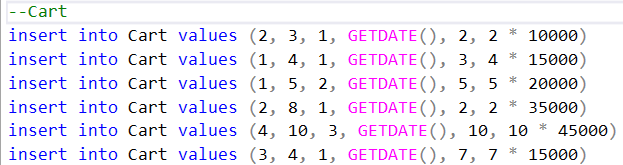 --Cart
insert into Cart values (2, 3, 1, GETDATE(), 2, 2 * 10000)
insert into Cart values (1, 4, 1, GETDATE(), 3, 4 * 15000)
insert into Cart values (1, 5, 2, GETDATE(), 5, 5 * 20000)
insert into Cart values (2, 8, 1, GETDATE(), 2, 2 * 35000)
insert into Cart values (4, 10, 3, GETDATE(), 10, 10 * 45000)
insert into Cart values (3, 4, 1, GETDATE(), 7, 7 * 15000)